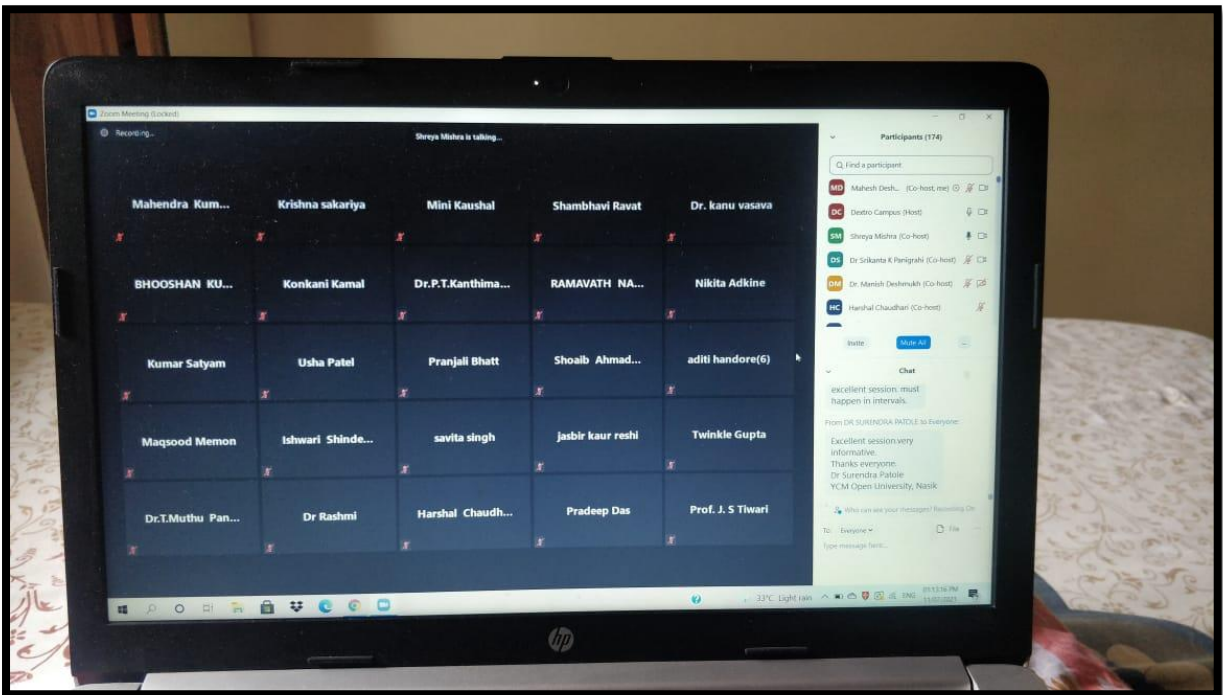 Zoom Meeting (Locked)
Recording...
Shreya Mishra is talking...
Mahendra Kum...
Krishna sakariya
Mini Kaushal
Shambhavi Ravat
Dr. kanu vasava
BHOOSHAN KU...
Konkani Kamal
Dr.P.T.Kanthima...
RAMAVATH NA...
Nikita Adkine
Kumar Satyam
Usha Patel
Pranjali Bhatt
Shoaib Ahmad...
aditi handore(6)
Maqsood Memon
Ishwari Shinde...
savita singh
jasbir kaur reshi
Twinkle Gupta
Dr.T.Muthu Pan...
Dr Rashmi
Harshal Chaudh...
Pradeep Das
Prof. J. S Tiwari
Participants (174)
Find a participant
MD Mahesh Desh... (Co-host, me)
DC Dextro Campus (Host)
SM Shreya Mishra (Co-host)
DS Dr Srikanta K Panigrahi (Co-host)
DM Dr. Manish Deshmukh (Co-host)
HC Harshal Chaudhari (Co-host)
Invite Mute All ...
Chat
excellent session. must
happen in intervals.
From DR SURENDRA PATOLE to Everyone:
Excellent session.very
informative.
Thanks everyone.
Dr Surendra Patole
YCM Open University, Nasik
Who can see your messages? Recording On
To: Everyone File ...
Type message here...
33°C Light rain ENG
hp